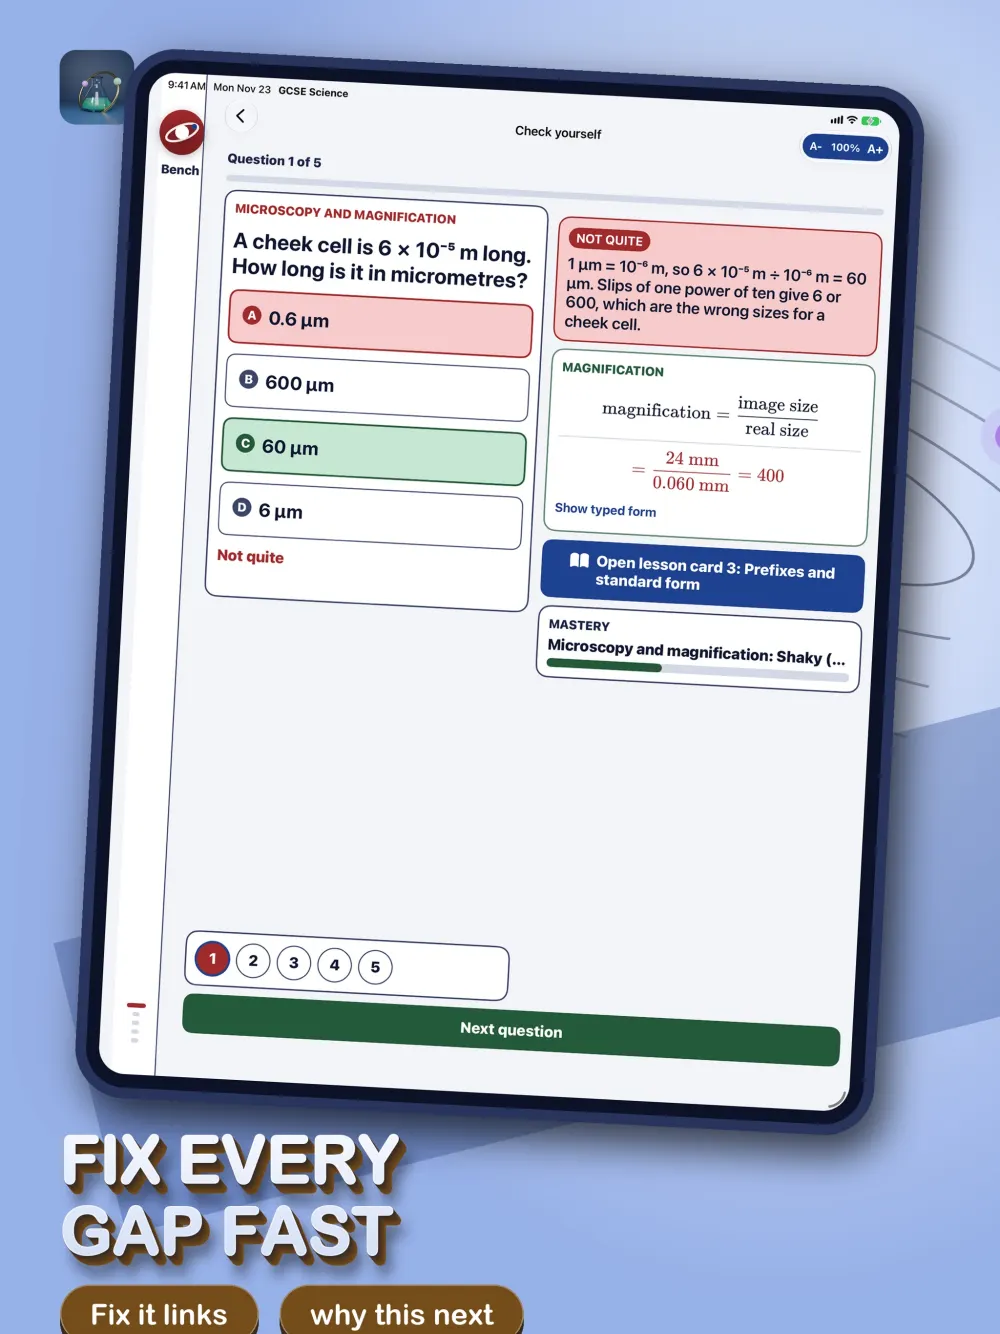 9:41 AM Mon Nov 23 GCSE Science
Bench
Check yourself
A- 100% A+
Question 1 of 5
MICROSCOPY AND MAGNIFICATION
A cheek cell is 6 × 10⁻⁵ m long.
How long is it in micrometres?
A 0.6 µm
B 600 µm
C 60 µm
D 6 µm
Not quite
NOT QUITE
1 µm = 10⁻⁶ m, so 6 × 10⁻⁵ m ÷ 10⁻⁶ m = 60
µm. Slips of one power of ten give 6 or
600, which are the wrong sizes for a
cheek cell.
MAGNIFICATION
magnification = image size / real size
= 24 mm / 0.060 mm = 400
Show typed form
Open lesson card 3: Prefixes and
standard form
MASTERY
Microscopy and magnification: Shaky (...
1 2 3 4 5
Next question
FIX EVERY
GAP FAST
Fix it links
why this next